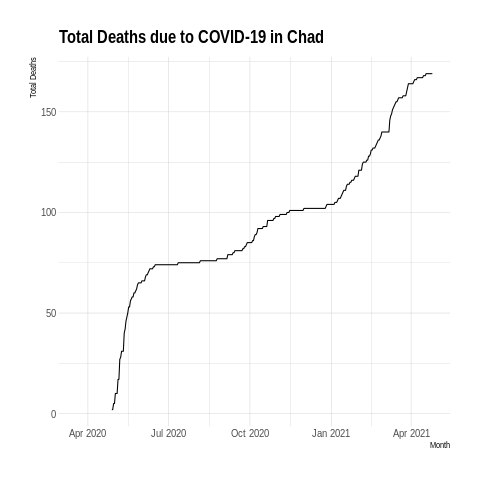 Total Deaths due to COVID-19 in Chad
Total Deaths
150
100
50
0
Apr 2020 Jul 2020 Oct 2020 Jan 2021 Apr 2021
Month